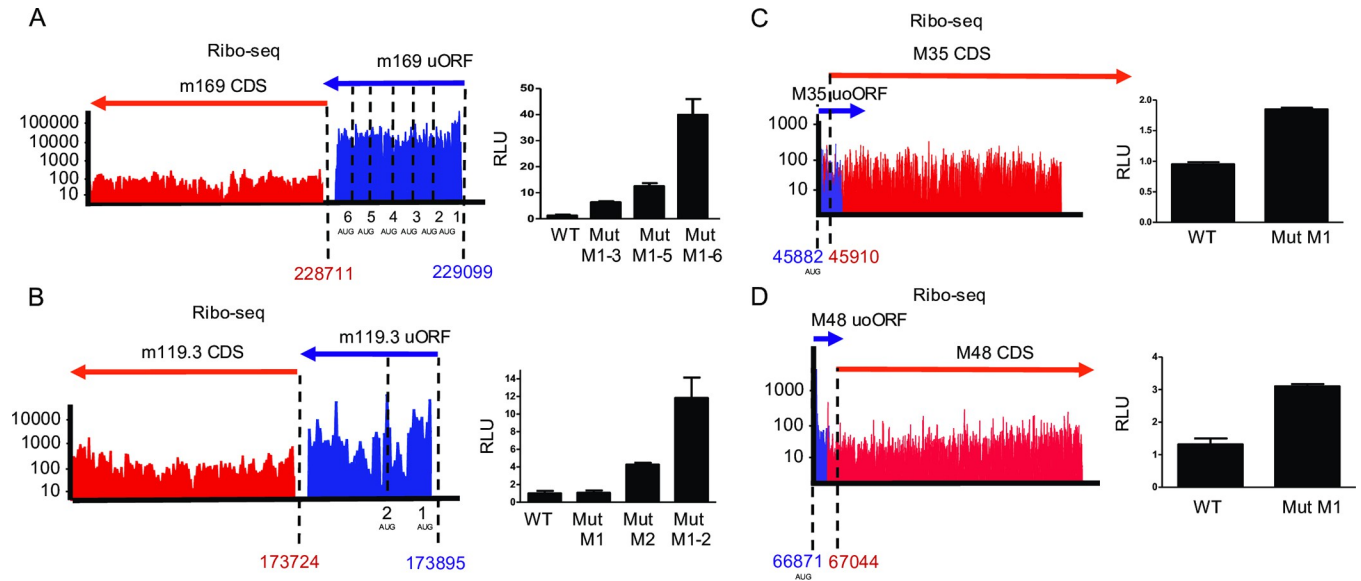 A
Ribo-seq
m169 uORF
m169 CDS
100000
10000
1000
10
6 5 4 3 2 1
AUG AUG AUG AUG AUG AUG
228711
229099
RLU
50
40
30
20
10
0
WT
Mut M1-3
Mut M1-5
Mut M1-6
B
Ribo-seq
m119.3 uORF
m119.3 CDS
10000
1000
100
10
2 1
AUG AUG
173724
173895
RLU
14
12
10
8
6
4
2
0
WT
Mut M1
Mut M2
Mut M1-2
C
Ribo-seq
M35 CDS
M35 uoORF
1000
100
10
45882
45910
AUG
RLU
2.0
1.5
1.0
0.5
0.0
WT
Mut M1
D
Ribo-seq
M48 uoORF
M48 CDS
1000
100
10
66871
67044
AUG
RLU
4
3
2
1
0
WT
Mut M1